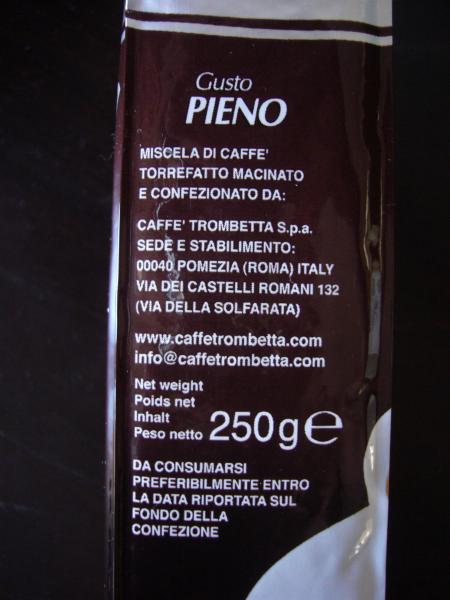 Gusto
PIENO
MISCELA DI CAFFE'
TORREFATTO MACINATO
E CONFEZIONATO DA:
CAFFE' TROMBETTA S.p.a.
SEDE E STABILIMENTO:
00040 POMEZIA (ROMA) ITALY
VIA DEI CASTELLI ROMANI 132
(VIA DELLA SOLFARATA)
www.caffetrombetta.com
info@caffetrombetta.com
Net weight
Poids net
Inhalt
Peso netto 250g℮
DA CONSUMARSI
PREFERIBILMENTE ENTRO
LA DATA RIPORTATA SUL
FONDO DELLA
CONFEZIONE